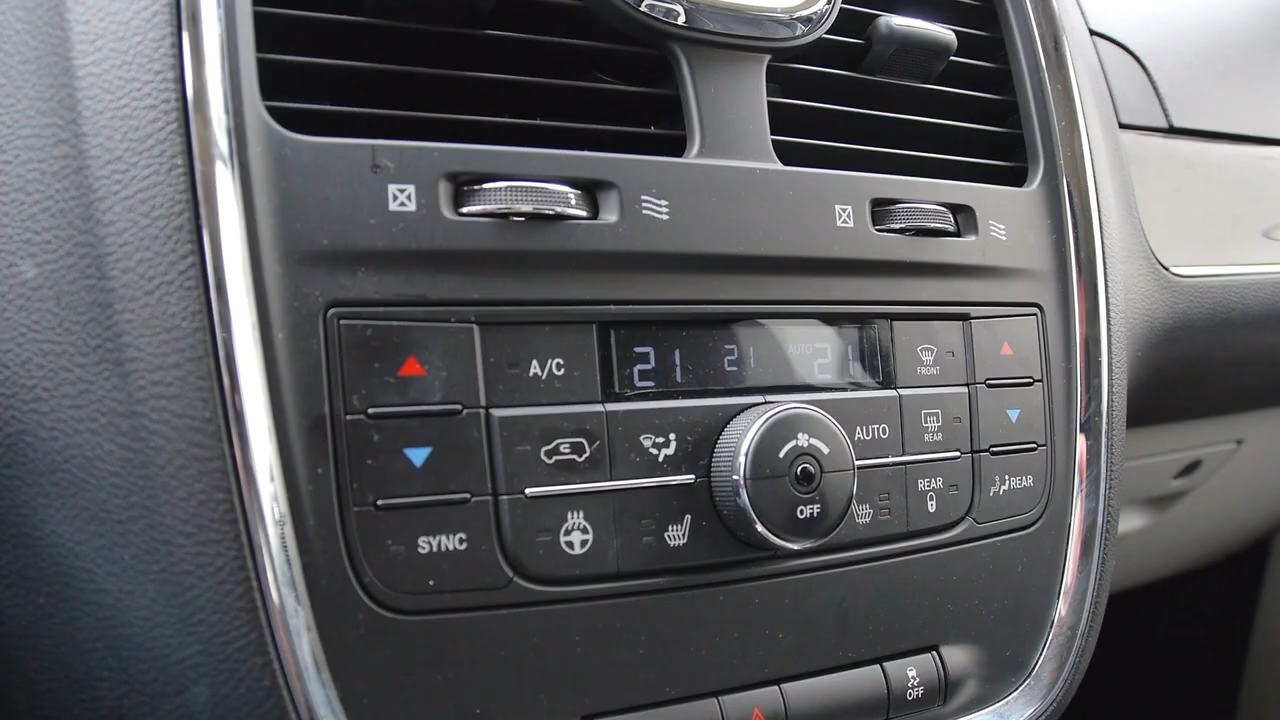 A/C
21 21 AUTO 21
FRONT
AUTO
REAR
OFF
REAR
REAR
SYNC
OFF